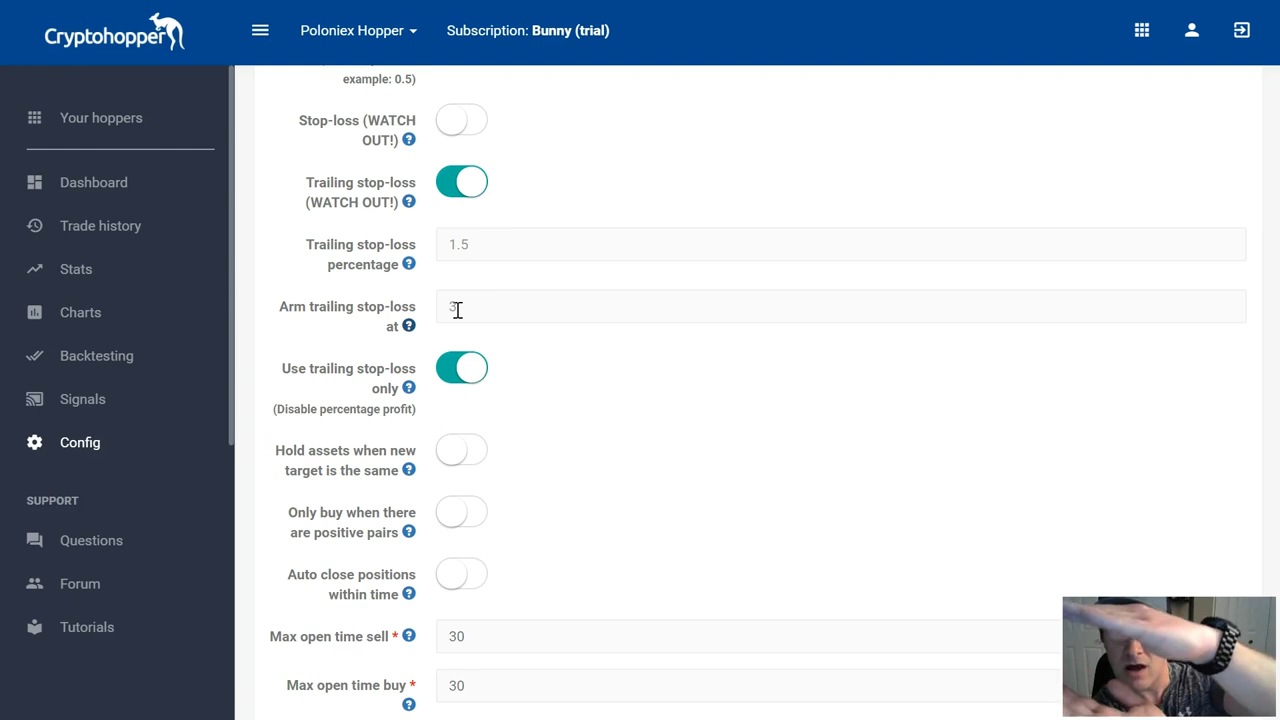 Cryptohopper
Poloniex Hopper
Subscription: Bunny (trial)
Your hoppers
Dashboard
Trade history
Stats
Charts
Backtesting
Signals
Config
SUPPORT
Questions
Forum
Tutorials
example: 0.5)
Stop-loss (WATCH
OUT!) ?
Trailing stop-loss
(WATCH OUT!) ?
Trailing stop-loss
percentage ?
1.5
Arm trailing stop-loss
at ?
3
Use trailing stop-loss
only ?
(Disable percentage profit)
Hold assets when new
target is the same ?
Only buy when there
are positive pairs ?
Auto close positions
within time ?
Max open time sell * ?
30
Max open time buy *
?
30